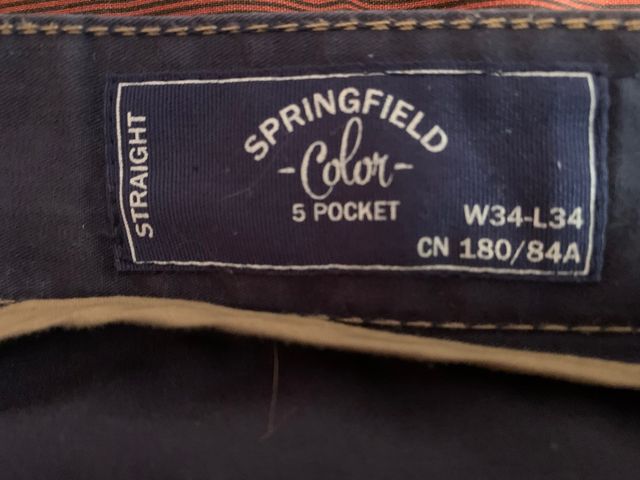 STRAIGHT
SPRINGFIELD
-Color-
5 POCKET
W34-L34
CN 180/84A